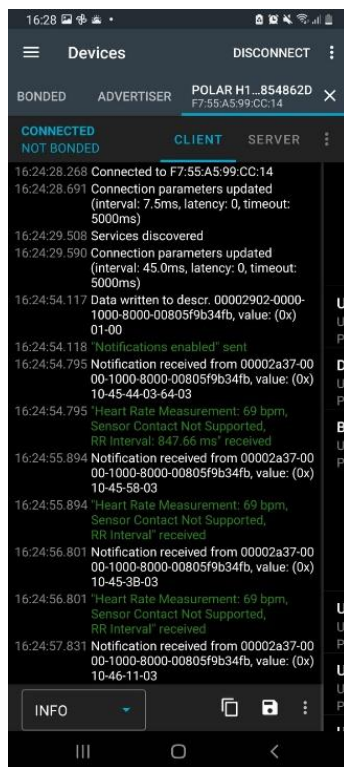 16:28
Devices DISCONNECT
BONDED ADVERTISER POLAR H1...854862D
F7:55:A5:99:CC:14
CONNECTED
NOT BONDED
CLIENT SERVER
16:24:28.268 Connected to F7:55:A5:99:CC:14
16:24:28.691 Connection parameters updated
(interval: 7.5ms, latency: 0, timeout:
5000ms)
16:24:29.508 Services discovered
16:24:29.590 Connection parameters updated
(interval: 45.0ms, latency: 0, timeout:
5000ms)
16:24:54.117 Data written to descr. 00002902-0000-
1000-8000-00805f9b34fb, value: (0x)
01-00
16:24:54.118 "Notifications enabled" sent
16:24:54.795 Notification received from 00002a37-00
00-1000-8000-00805f9b34fb, value: (0x)
10-45-44-03-64-03
16:24:54.795 "Heart Rate Measurement: 69 bpm,
Sensor Contact Not Supported,
RR Interval: 847.66 ms" received
16:24:55.894 Notification received from 00002a37-00
00-1000-8000-00805f9b34fb, value: (0x)
10-45-58-03
16:24:55.894 "Heart Rate Measurement: 69 bpm,
Sensor Contact Not Supported,
RR Interval" received
16:24:56.801 Notification received from 00002a37-00
00-1000-8000-00805f9b34fb, value: (0x)
10-45-3B-03
16:24:56.801 "Heart Rate Measurement: 69 bpm,
Sensor Contact Not Supported,
RR Interval" received
16:24:57.831 Notification received from 00002a37-00
00-1000-8000-00805f9b34fb, value: (0x)
10-46-11-03
INFO